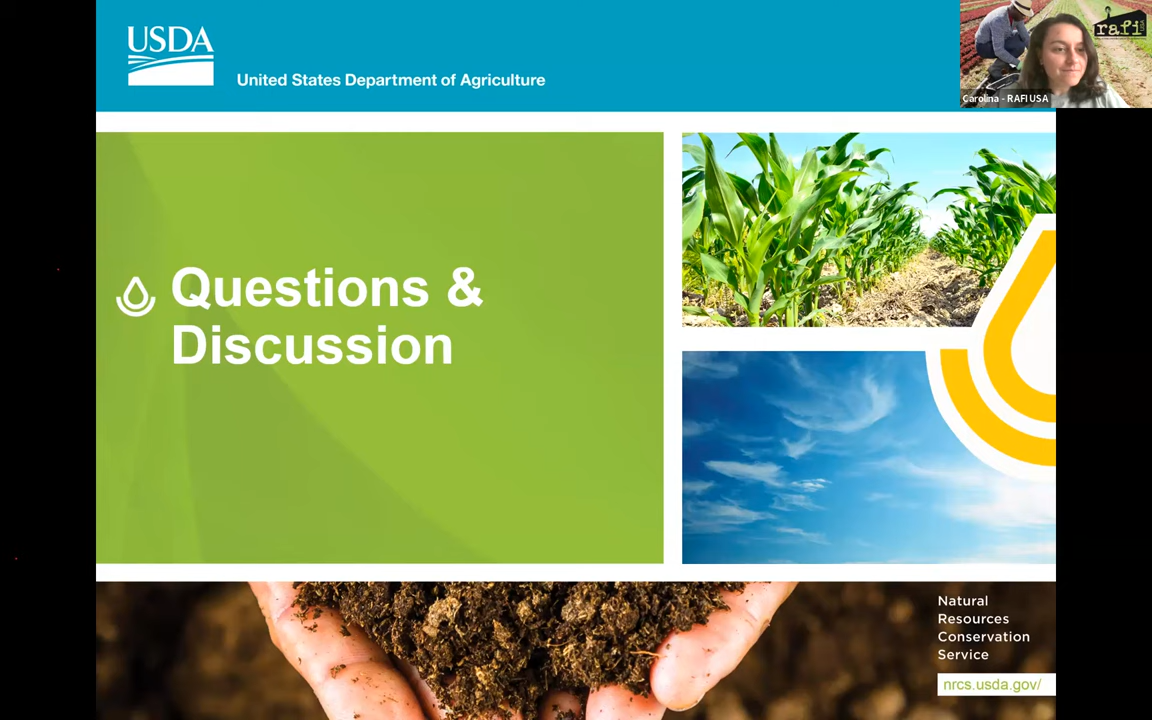 USDA
United States Department of Agriculture
rafi
USA
Carolina - RAFI USA
Questions &
Discussion
Natural
Resources
Conservation
Service
nrcs.usda.gov/